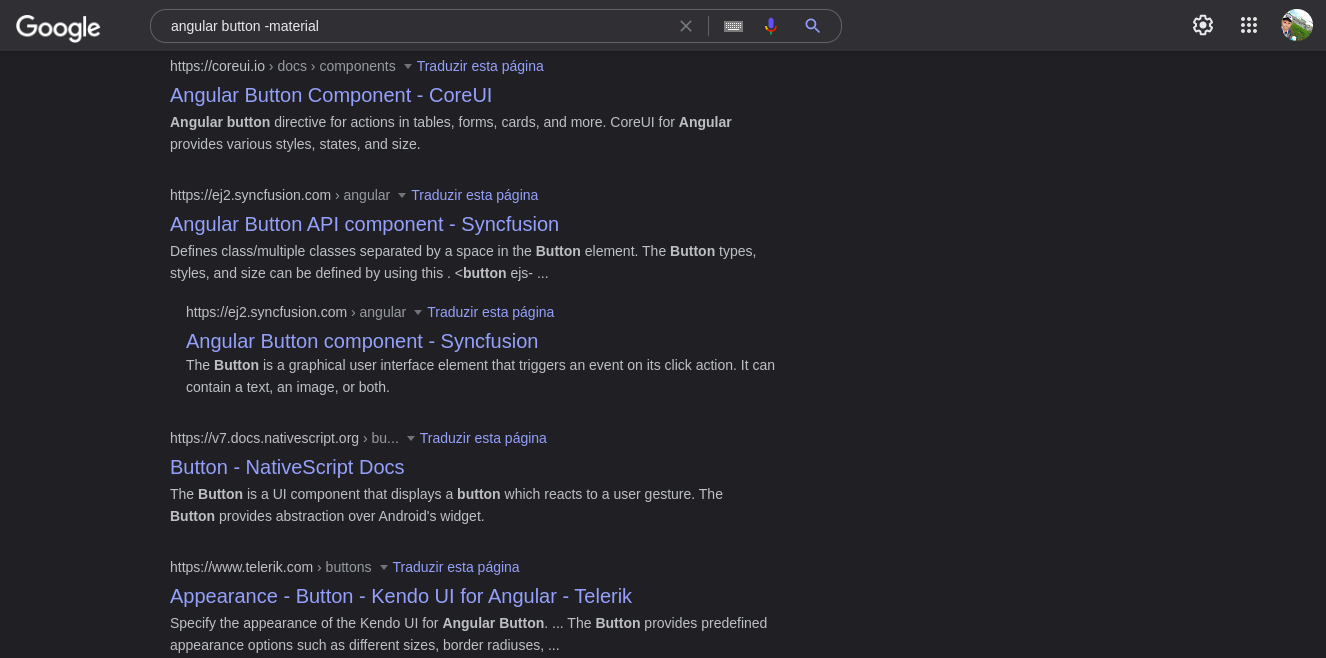 Google
angular button -material
https://coreui.io › docs › components Traduzir esta página
Angular Button Component - CoreUI
Angular button directive for actions in tables, forms, cards, and more. CoreUI for Angular
provides various styles, states, and size.
https://ej2.syncfusion.com › angular Traduzir esta página
Angular Button API component - Syncfusion
Defines class/multiple classes separated by a space in the Button element. The Button types,
styles, and size can be defined by using this . <button ejs- ...
https://ej2.syncfusion.com › angular Traduzir esta página
Angular Button component - Syncfusion
The Button is a graphical user interface element that triggers an event on its click action. It can
contain a text, an image, or both.
https://v7.docs.nativescript.org › bu... Traduzir esta página
Button - NativeScript Docs
The Button is a UI component that displays a button which reacts to a user gesture. The
Button provides abstraction over Android's widget.
https://www.telerik.com › buttons Traduzir esta página
Appearance - Button - Kendo UI for Angular - Telerik
Specify the appearance of the Kendo UI for Angular Button. ... The Button provides predefined
appearance options such as different sizes, border radiuses, ...